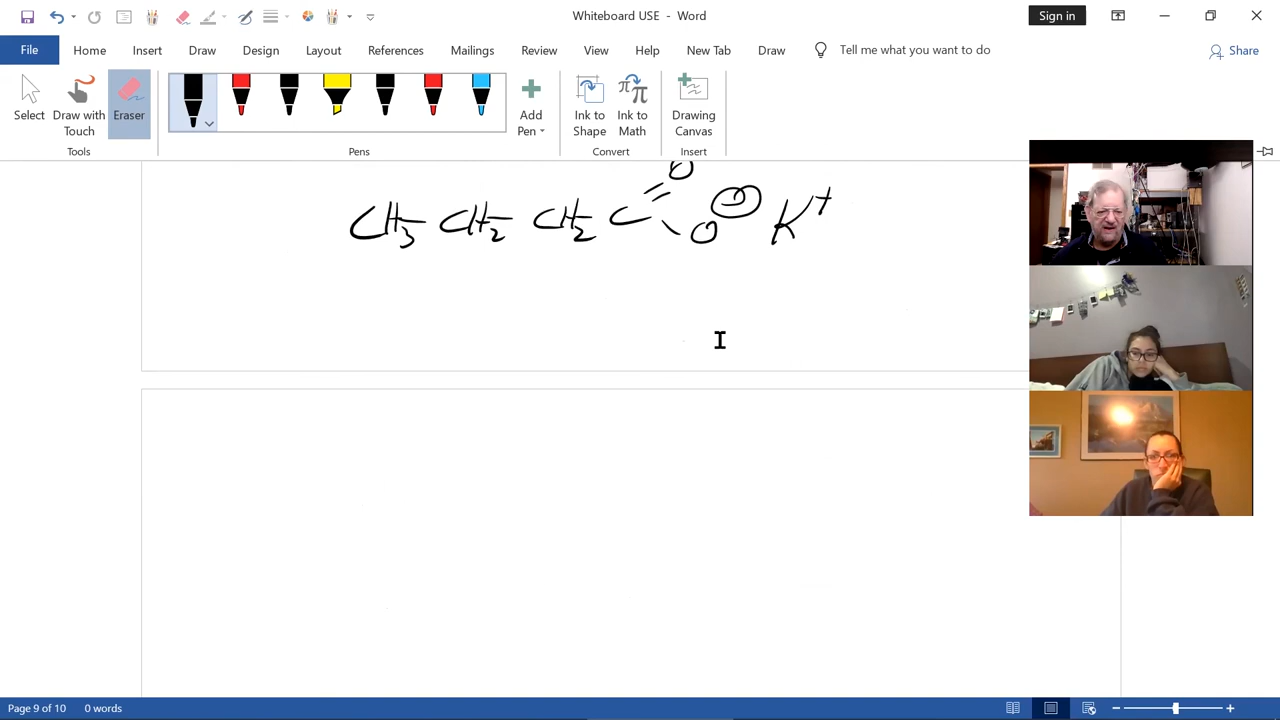 Whiteboard USE - Word
Sign in
File Home Insert Draw Design Layout References Mailings Review View Help New Tab Draw Tell me what you want to do Share
Select
Draw with Touch
Eraser
Add Pen
Ink to Shape
Ink to Math
Drawing Canvas
Tools Pens Convert Insert
O
CH3 CH2 CH2 C O ⊖ K+
Page 9 of 10 0 words